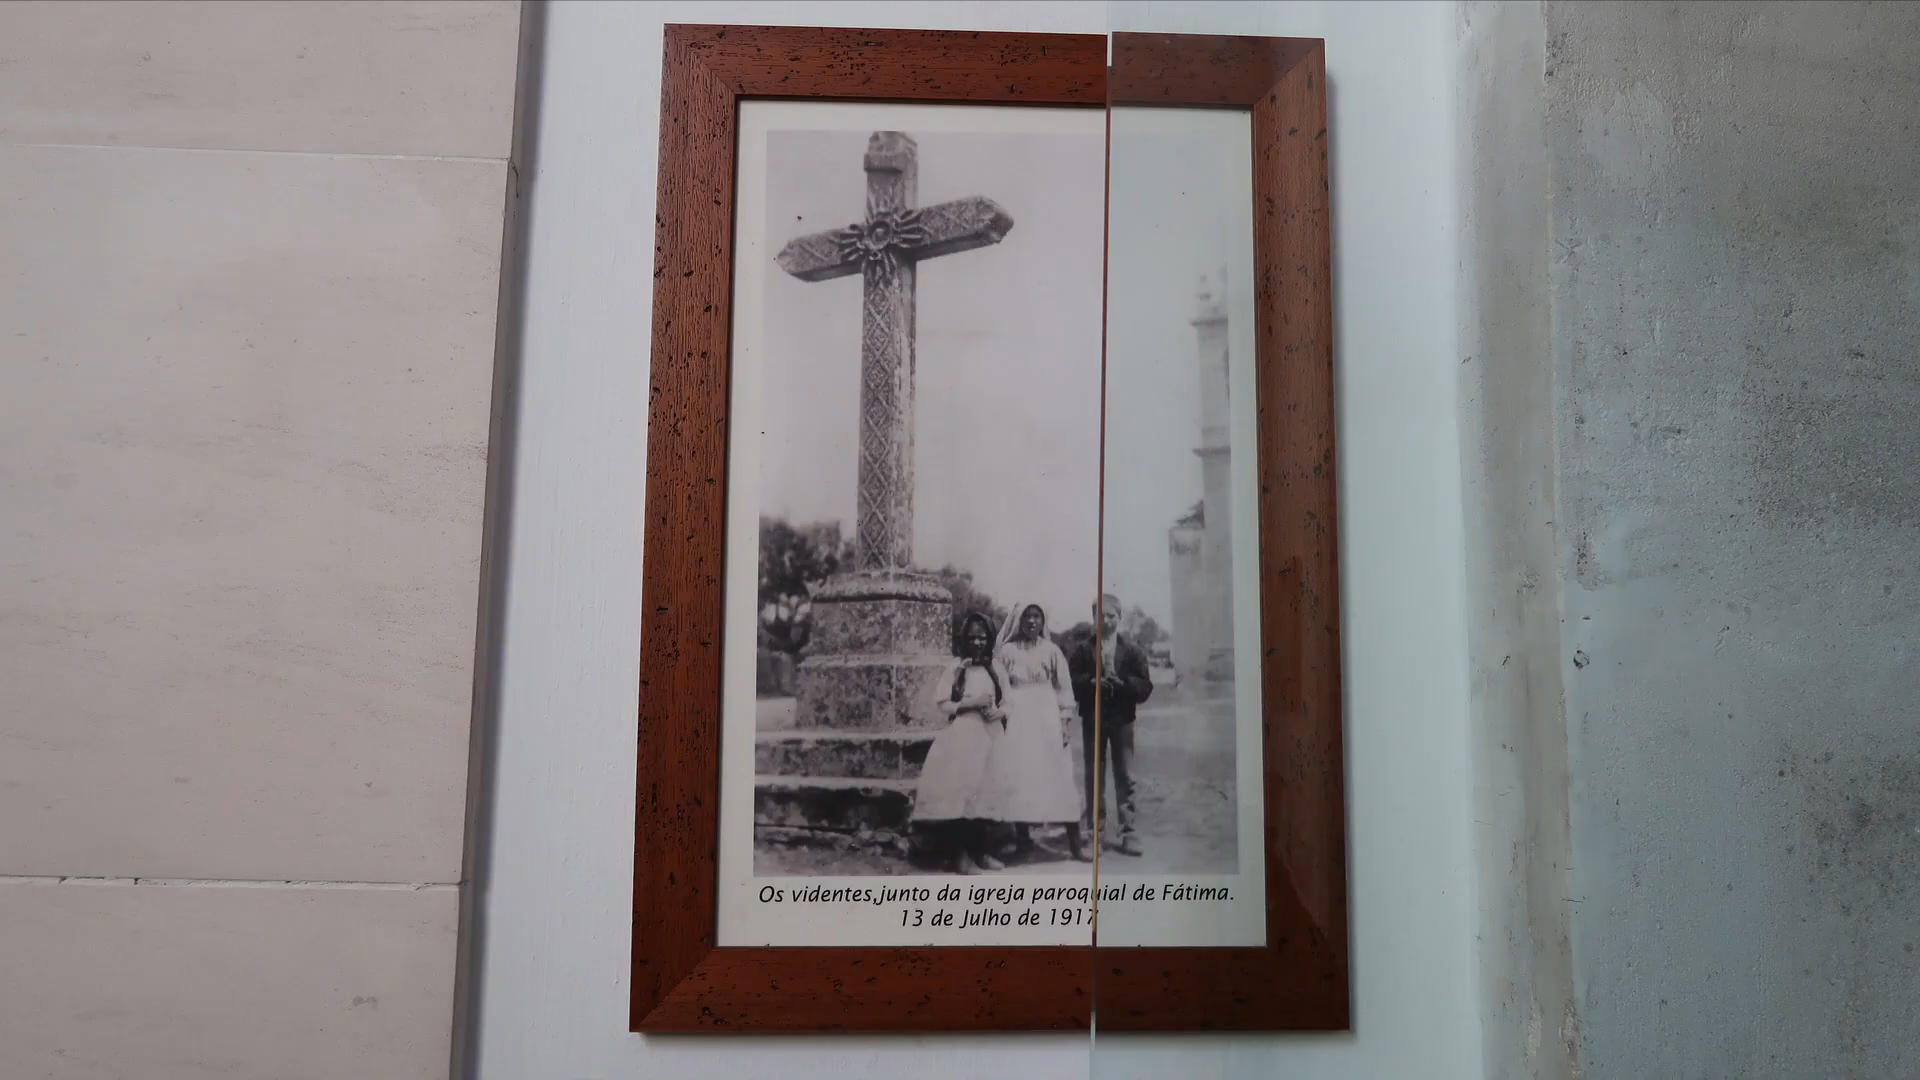 Os videntes,junto da igreja paroquial de Fátima.
13 de Julho de 1917